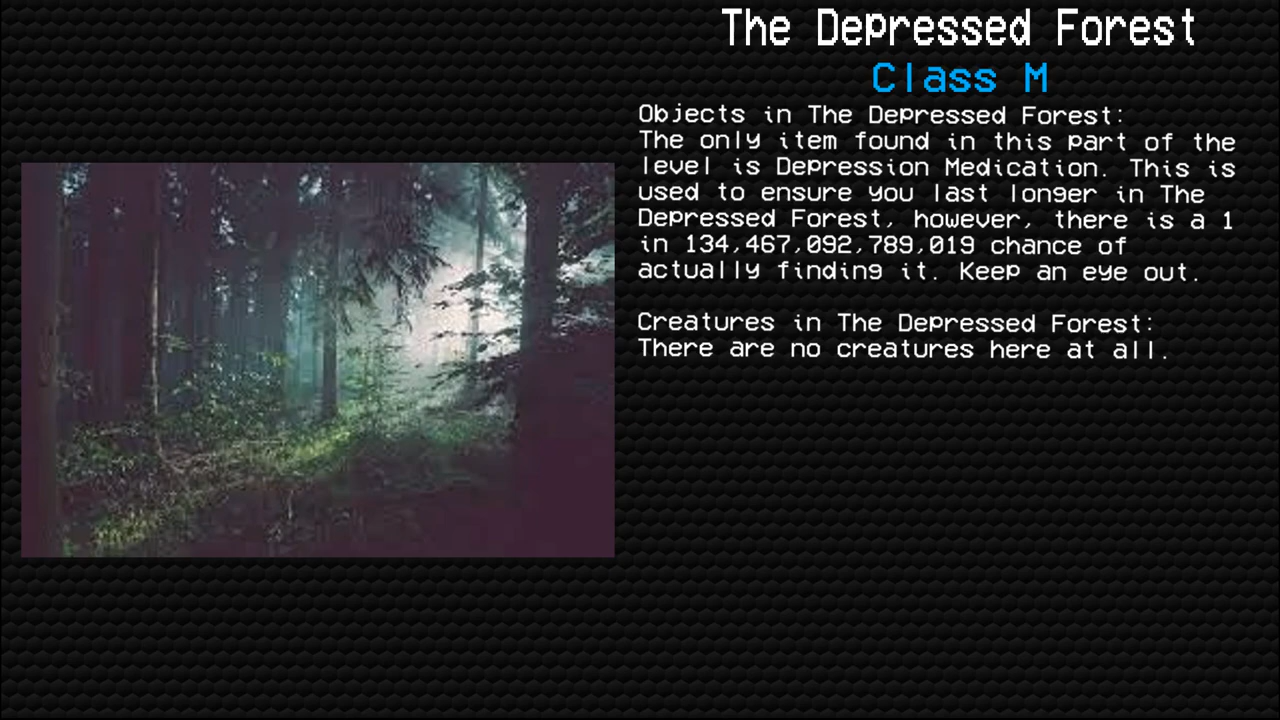 The Depressed Forest
Class M
Objects in The Depressed Forest:
The only item found in this part of the
level is Depression Medication. This is
used to ensure you last longer in The
Depressed Forest, however, there is a 1
in 134,467,092,789,019 chance of
actually finding it. Keep an eye out.
Creatures in The Depressed Forest:
There are no creatures here at all.